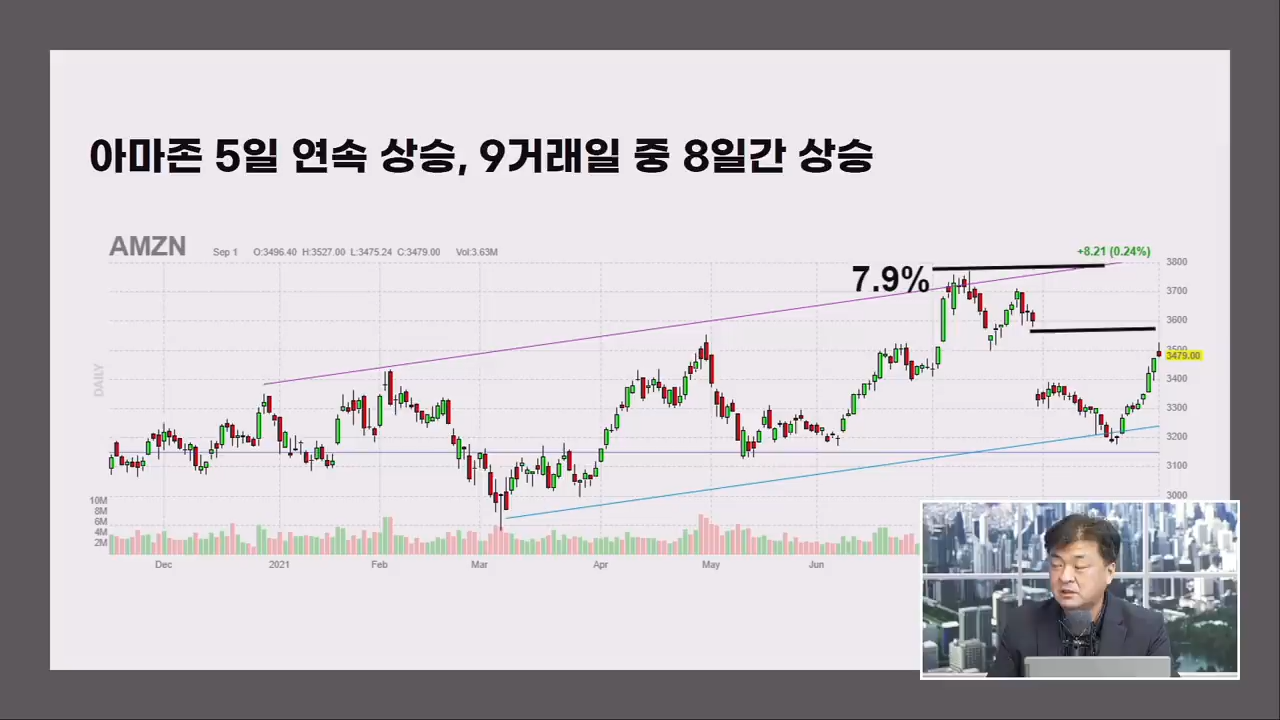 아마존 5일 연속 상승, 9거래일 중 8일간 상승
AMZN Sep 1 O:3496.40 H:3527.00 L:3475.24 C:3479.00 Vol:3.63M +8.21 (0.24%)
7.9%
3800
3700
3600
3500
3479.00
3400
3300
3200
3100
3000
DAILY
10M
8M
6M
4M
2M
Dec 2021 Feb Mar Apr May Jun